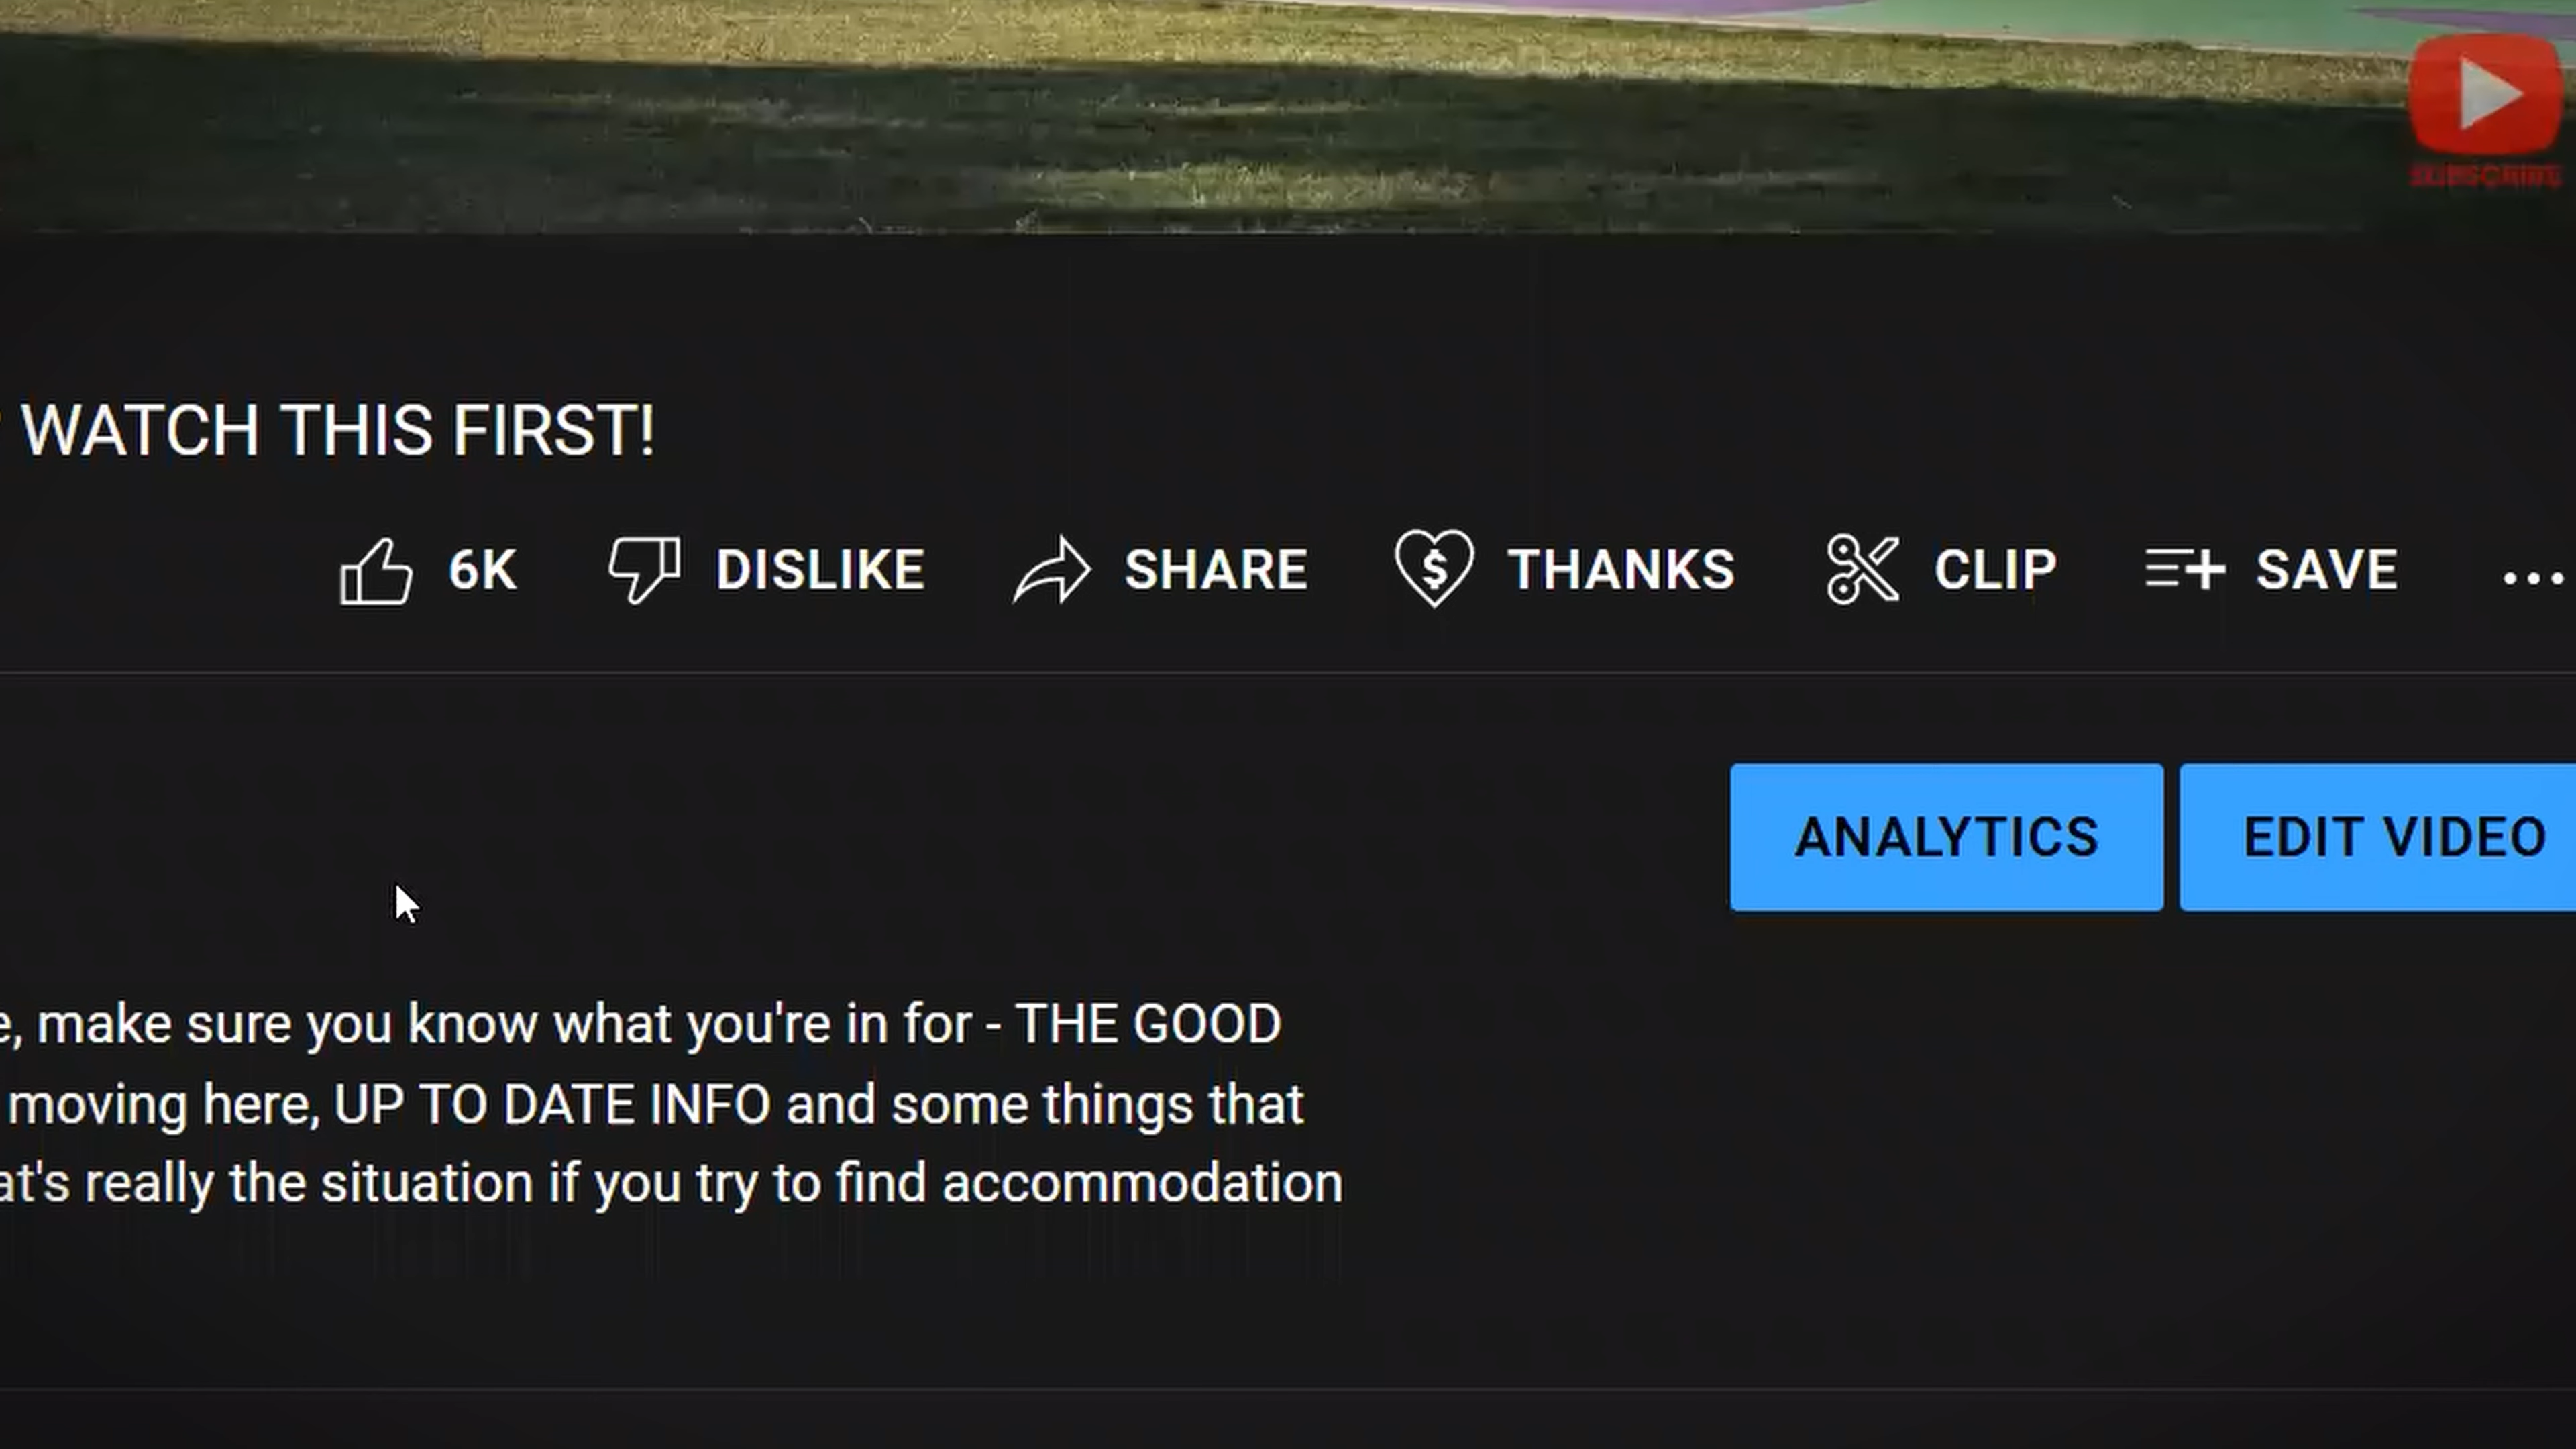 SUBSCRIBE
WATCH THIS FIRST!
6K DISLIKE SHARE THANKS CLIP SAVE ...
ANALYTICS EDIT VIDEO
make sure you know what you're in for - THE GOOD
moving here, UP TO DATE INFO and some things that
really the situation if you try to find accommodation